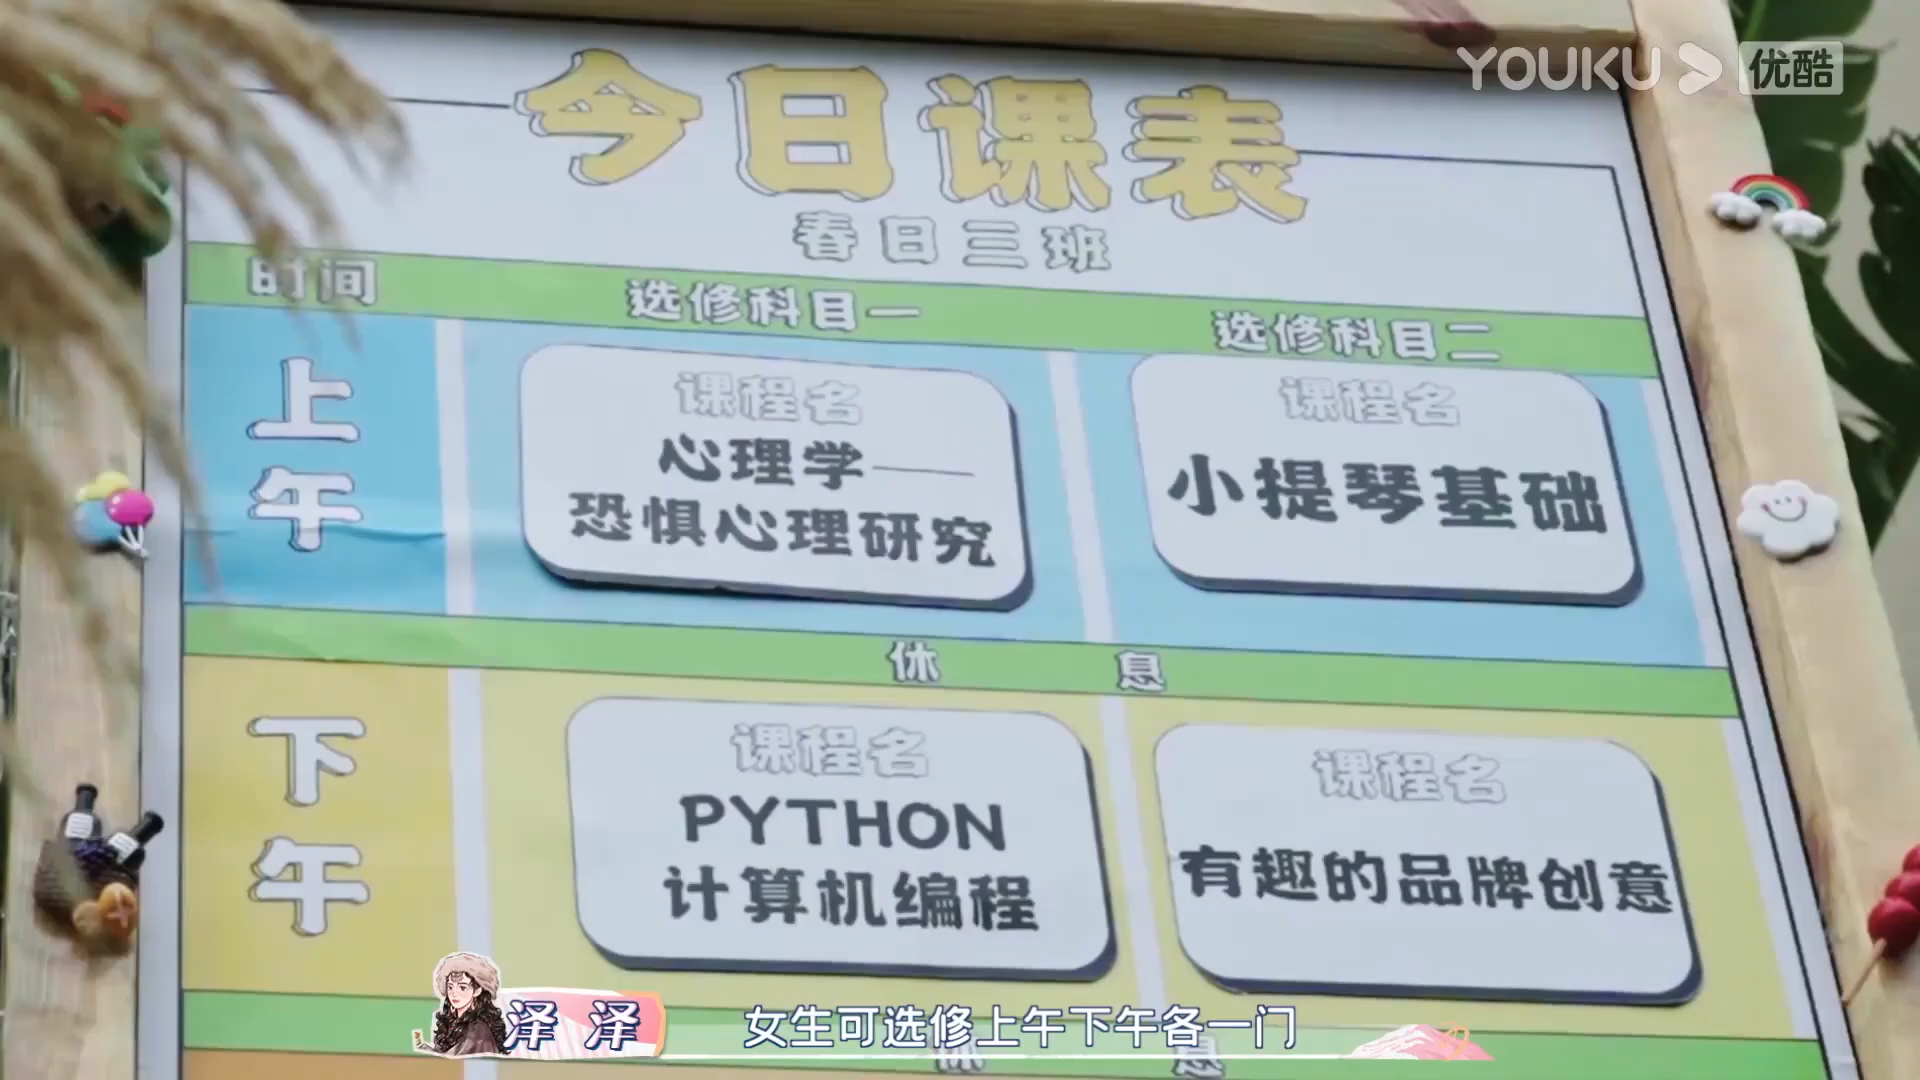 YOUKU 优酷
今日课表
春日三班
时间 选修科目一 选修科目二
上午
课程名
心理学——
恐惧心理研究
课程名
小提琴基础
休息
下午
课程名
PYTHON
计算机编程
课程名
有趣的品牌创意
泽泽 女生可选修上午下午各一门
休息